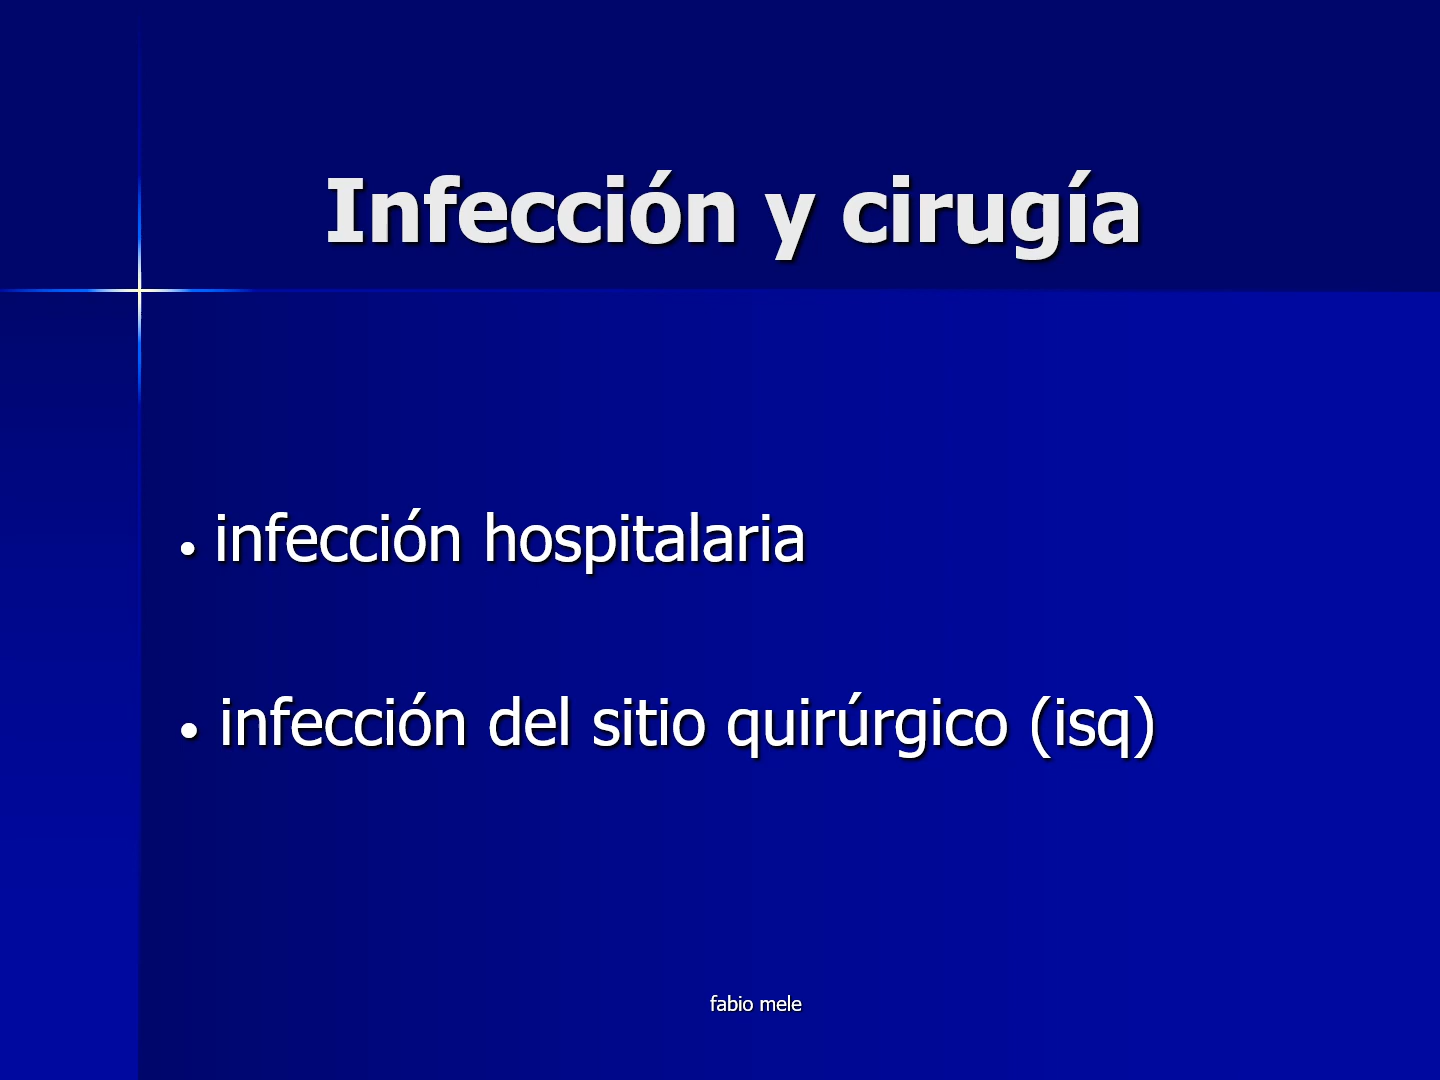 Infección y cirugía
• infección hospitalaria
• infección del sitio quirúrgico (isq)
fabio mele